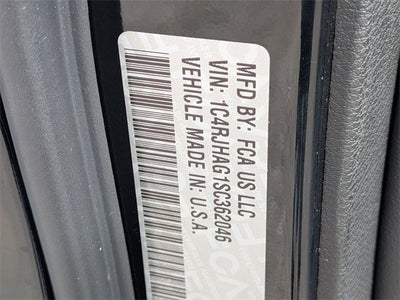 MFD BY: FCA US LLC
VIN: 1C4RJHAG1SC362046
VEHICLE MADE IN U.S.A.